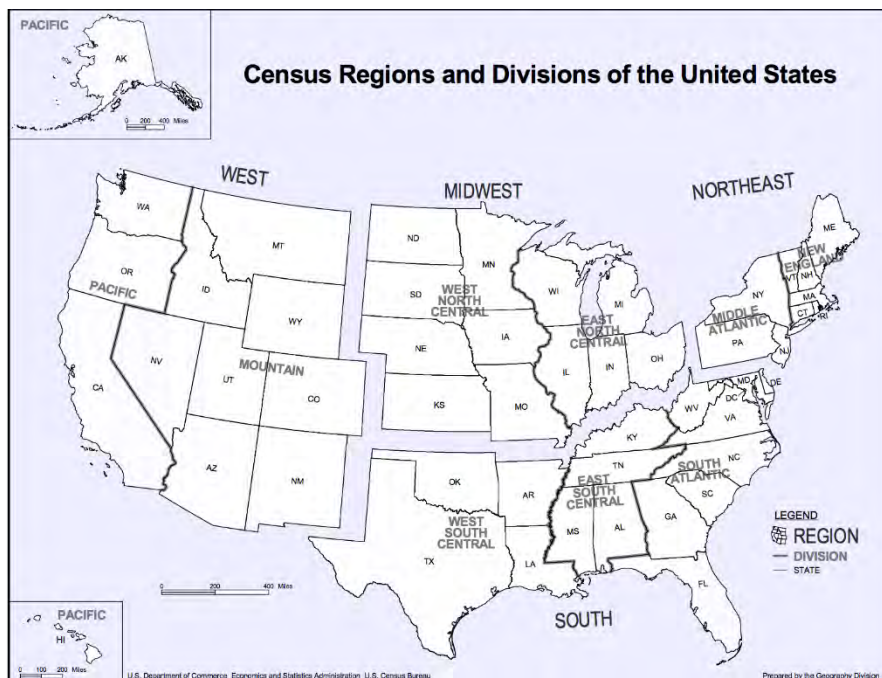 PACIFIC
AK
0 200 400 Miles
Census Regions and Divisions of the United States
WEST
MIDWEST
NORTHEAST
WA
MT
ND
MN
ME
OR
ID
SD
WI
MI
VT
NH
NEW
ENGLAND
NY
MA
CT
RI
PACIFIC
WY
WEST
NORTH
CENTRAL
EAST
NORTH
CENTRAL
MIDDLE
ATLANTIC
PA
NJ
NV
UT
MOUNTAIN
CO
NE
IA
IL
IN
OH
CA
KS
MO
WV
MD
DE
DC
VA
KY
AZ
NM
OK
AR
TN
NC
SOUTH
ATLANTIC
SC
EAST
SOUTH
CENTRAL
MS
AL
GA
TX
WEST
SOUTH
CENTRAL
LA
FL
LEGEND
REGION
DIVISION
STATE
0 200 400 Miles
SOUTH
PACIFIC
HI
0 100 200 Miles
U.S. Department of Commerce Economics and Statistics Administration U.S. Census Bureau
Prepared by the Geography Division